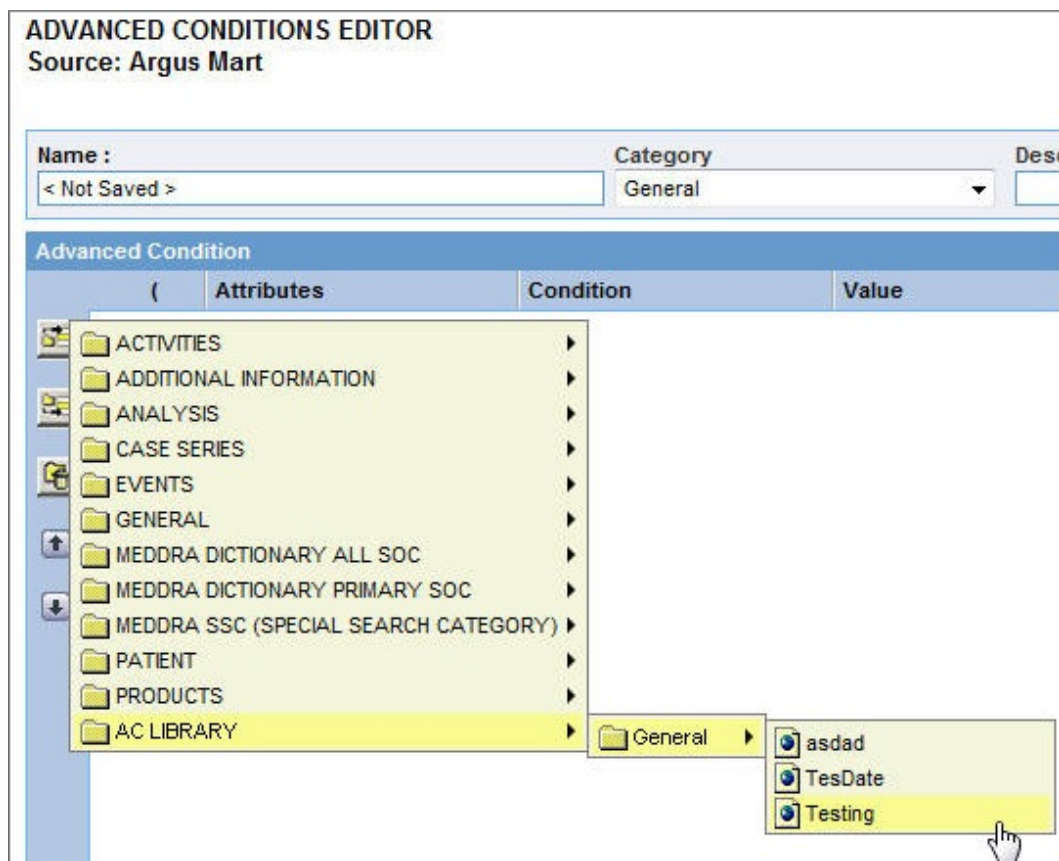 ADVANCED CONDITIONS EDITOR
Source: Argus Mart
Name : Category
< Not Saved > General
Advanced Condition
( Attributes Condition Value
ACTIVITIES
ADDITIONAL INFORMATION
ANALYSIS
CASE SERIES
EVENTS
GENERAL
MEDDRA DICTIONARY ALL SOC
MEDDRA DICTIONARY PRIMARY SOC
MEDDRA SSC (SPECIAL SEARCH CATEGORY)
PATIENT
PRODUCTS
AC LIBRARY General asdad
TesDate
Testing